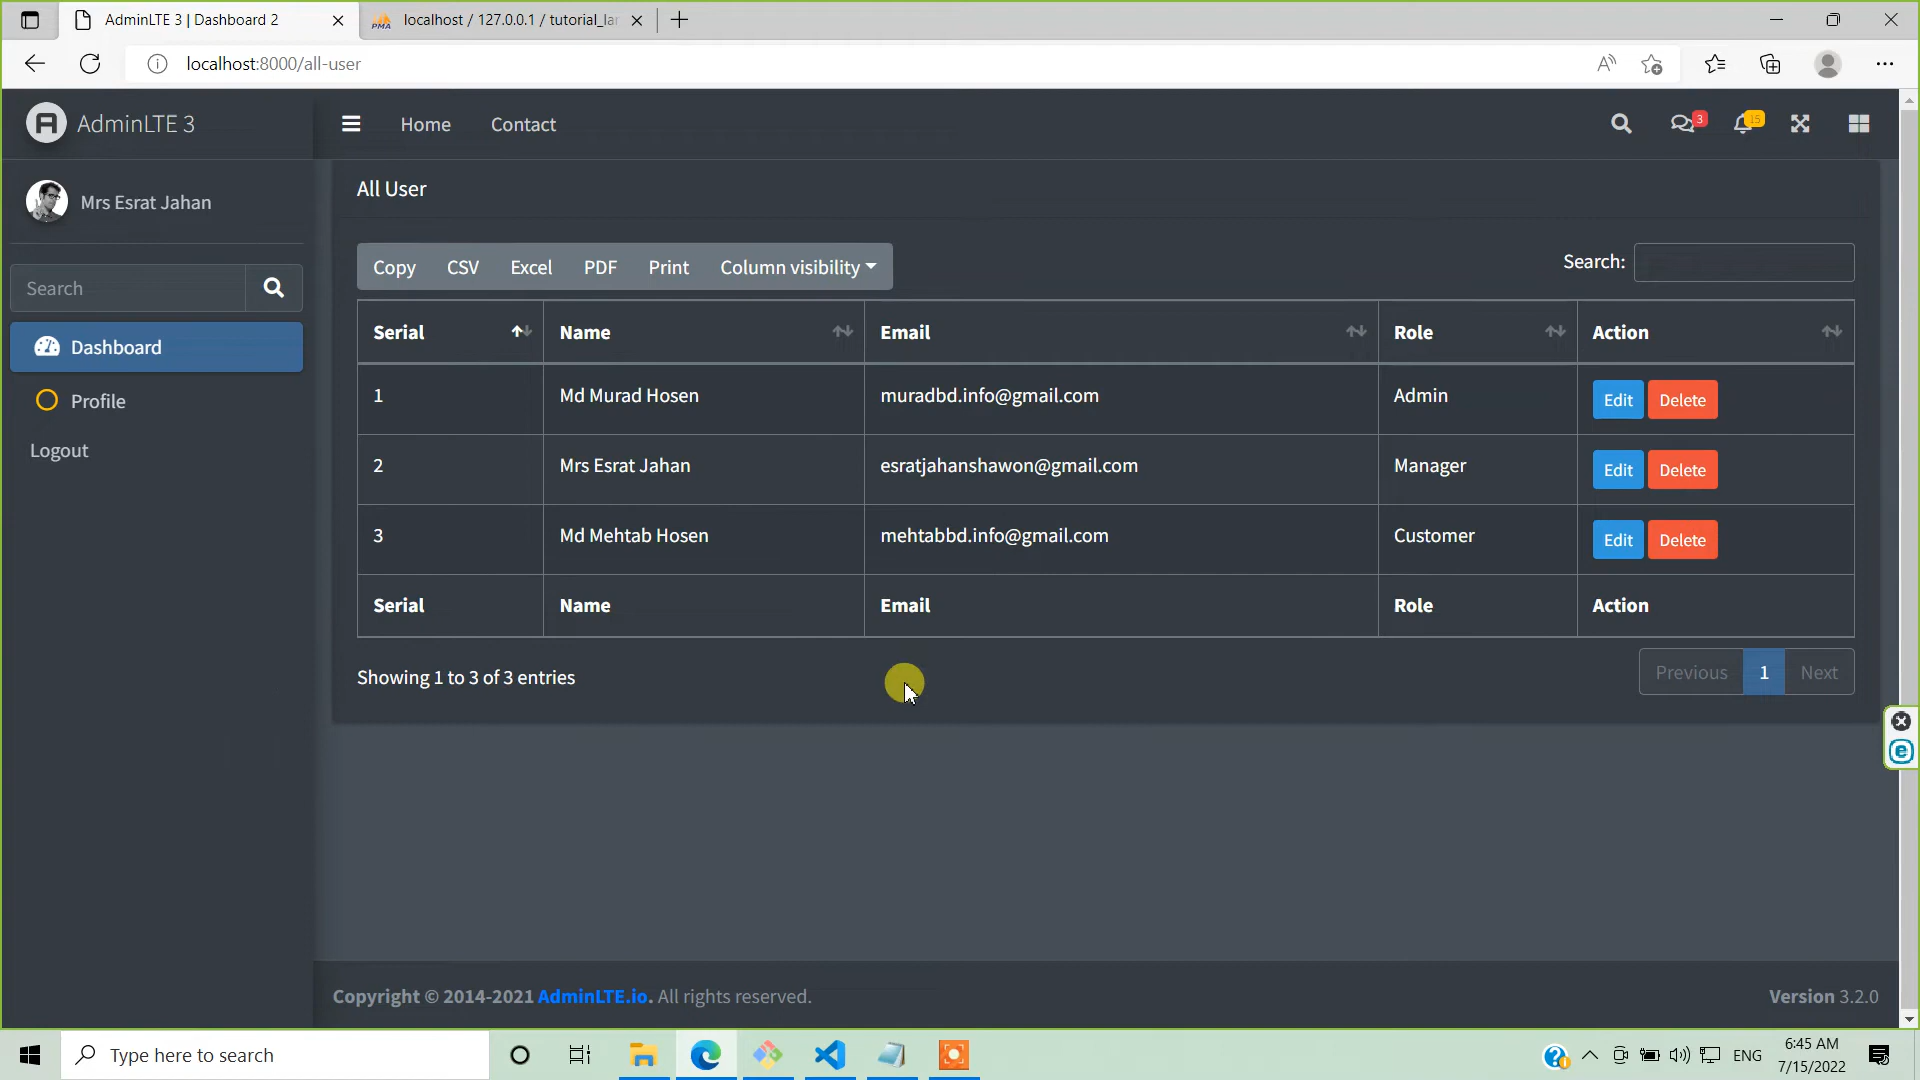 AdminLTE 3 | Dashboard 2
PMA localhost / 127.0.0.1 / tutorial_lar
localhost:8000/all-user
AdminLTE 3
Home Contact
3
15
Mrs Esrat Jahan
Search
Dashboard
Profile
Logout
All User
Copy CSV Excel PDF Print Column visibility
Search:
Serial Name Email Role Action
1 Md Murad Hosen muradbd.info@gmail.com Admin Edit Delete
2 Mrs Esrat Jahan esratjahanshawon@gmail.com Manager Edit Delete
3 Md Mehtab Hosen mehtabbd.info@gmail.com Customer Edit Delete
Serial Name Email Role Action
Showing 1 to 3 of 3 entries
Previous 1 Next
Copyright © 2014-2021 AdminLTE.io. All rights reserved.
Version 3.2.0
Type here to search
ENG
6:45 AM
7/15/2022